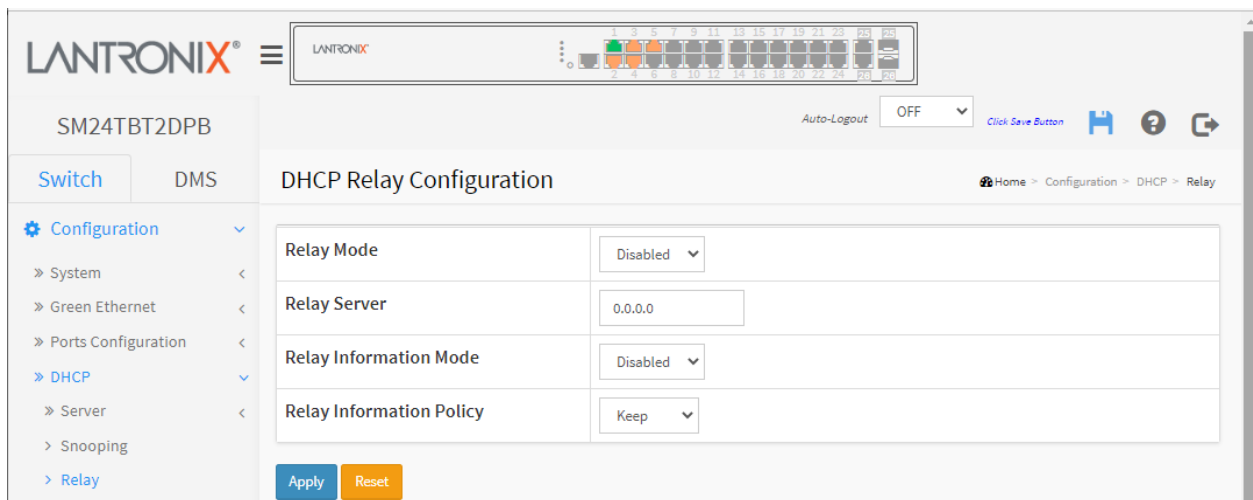 LANTRONIX®
LANTRONIX®
1 3 5 7 9 11 13 15 17 19 21 23 25 25
2 4 6 8 10 12 14 16 18 20 22 24 26 26
SM24TBT2DPB
Auto-Logout OFF Click Save Button
Switch DMS
DHCP Relay Configuration
Home > Configuration > DHCP > Relay
Configuration
System
Green Ethernet
Ports Configuration
DHCP
Server
Snooping
Relay
Relay Mode Disabled
Relay Server 0.0.0.0
Relay Information Mode Disabled
Relay Information Policy Keep
Apply Reset